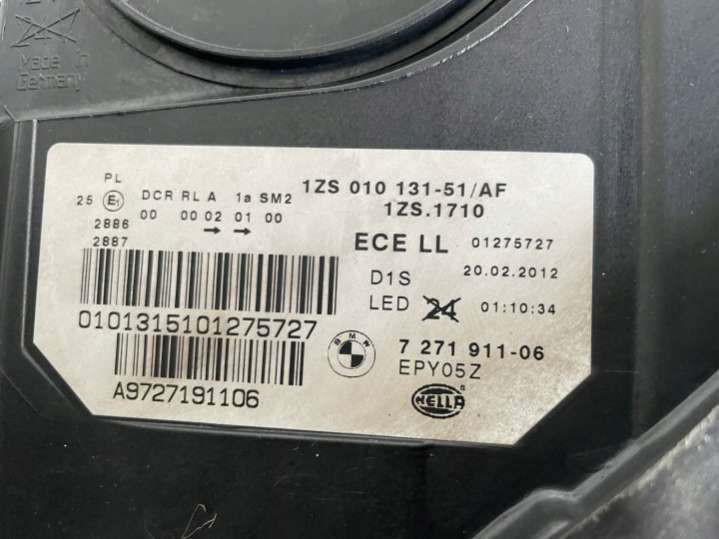 Made in
Germany
PL
25 E1 DCR RL A 1a SM2
00 00 02 01 00
2886
2887
1ZS 010 131-51/AF
1ZS.1710
ECE LL 01275727
D1S 20.02.2012
LED 24 01:10:34
0101315101275727
BMW
7 271 911-06
EPY05Z
A9727191106
HELLA